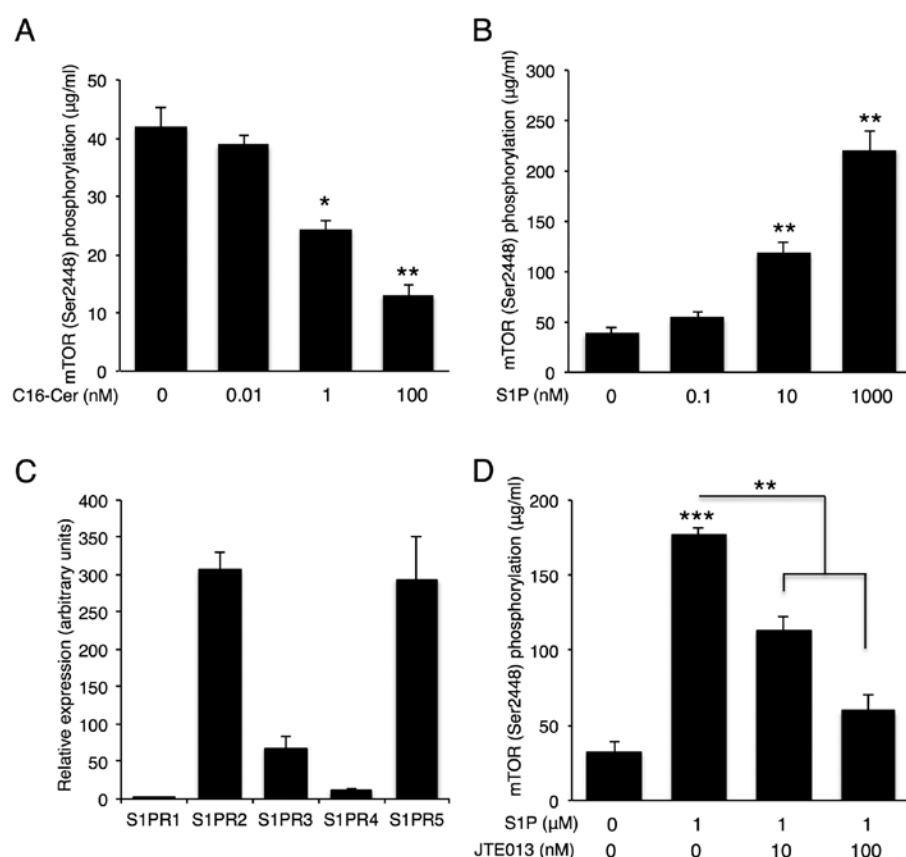 A
mTOR (Ser2448) phosphorylation (µg/ml)
50
40
30
20
10
0
*
**
C16-Cer (nM) 0 0.01 1 100
B
mTOR (Ser2448) phosphorylation (µg/ml)
300
250
200
150
100
50
0
**
**
S1P (nM) 0 0.1 10 1000
C
Relative expression (arbitrary units)
400
350
300
250
200
150
100
50
0
S1PR1 S1PR2 S1PR3 S1PR4 S1PR5
D
mTOR (Ser2448) phosphorylation (µg/ml)
200
150
100
50
0
**
***
S1P (µM) 0 1 1 1
JTE013 (nM) 0 0 10 100